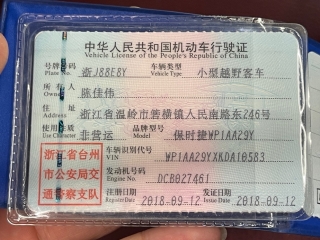 中华人民共和国机动车行驶证
Vehicle License of the People's Republic of China
号牌号码 Plate No. 浙J88E8Y 车辆类型 Vehicle Type 小型越野客车
所有人 陈佳伟
住址 浙江省温岭市箬横镇人民南路东246号
使用性质 非营运 品牌型号 保时捷WP1AA29Y
浙江省台州
市公安局交
通警察支队
车辆识别代号 VIN WP1AA29YXKDA10583
发动机号码 Engine No. DCB027461
注册日期 Register Date 2018-09-12 发证日期 Issue Date 2018-09-12